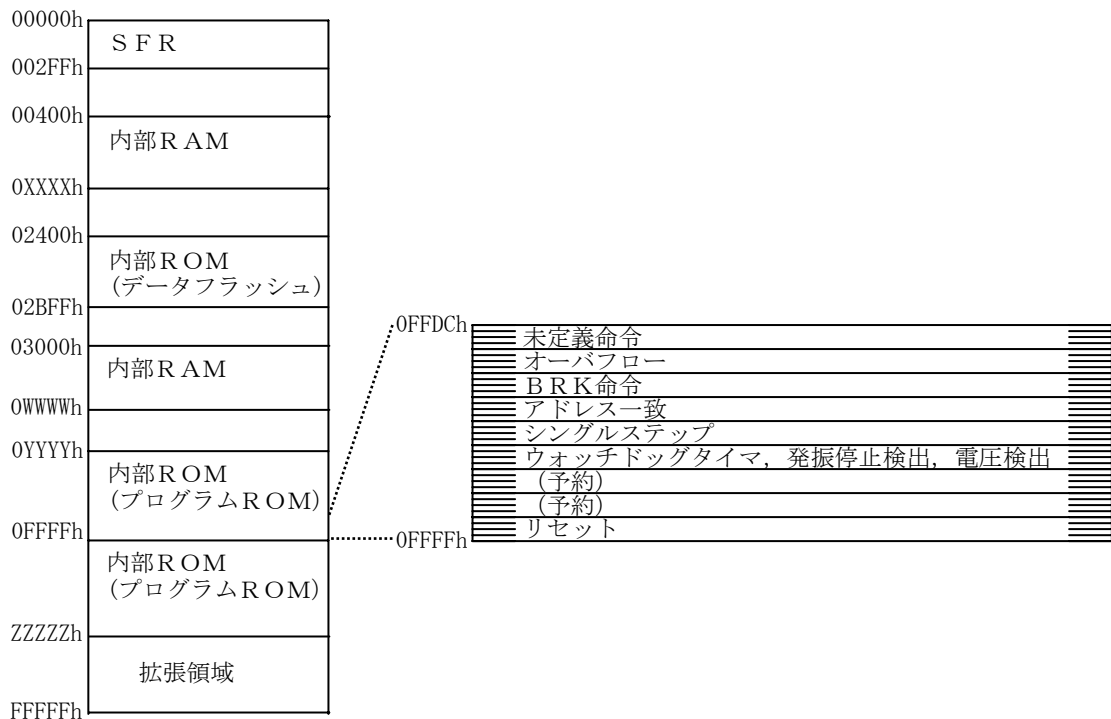 00000h
ＳＦＲ
002FFh
00400h
内部ＲＡＭ
0XXXXh
02400h
内部ＲＯＭ
(データフラッシュ)
02BFFh
03000h
内部ＲＡＭ
0WWWWh
0YYYYh
内部ＲＯＭ
(プログラムＲＯＭ)
0FFFFh
内部ＲＯＭ
(プログラムＲＯＭ)
ZZZZZh
拡張領域
FFFFFh
0FFDCh
未定義命令
オーバフロー
ＢＲＫ命令
アドレス一致
シングルステップ
ウォッチドッグタイマ，発振停止検出，電圧検出
(予約)
(予約)
リセット
0FFFFh